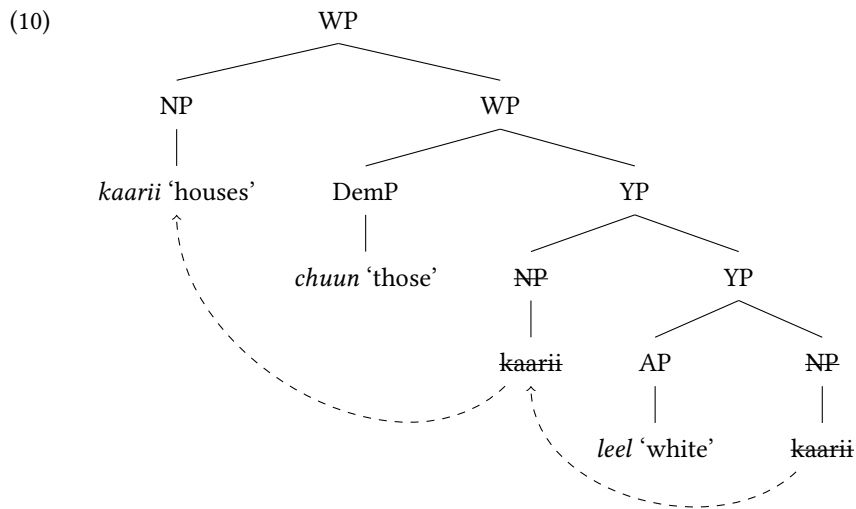 (10) WP
NP WP
kaarii ‘houses’ DemP YP
chuun ‘those’ NP YP
kaarii AP NP
leel ‘white’ kaarii